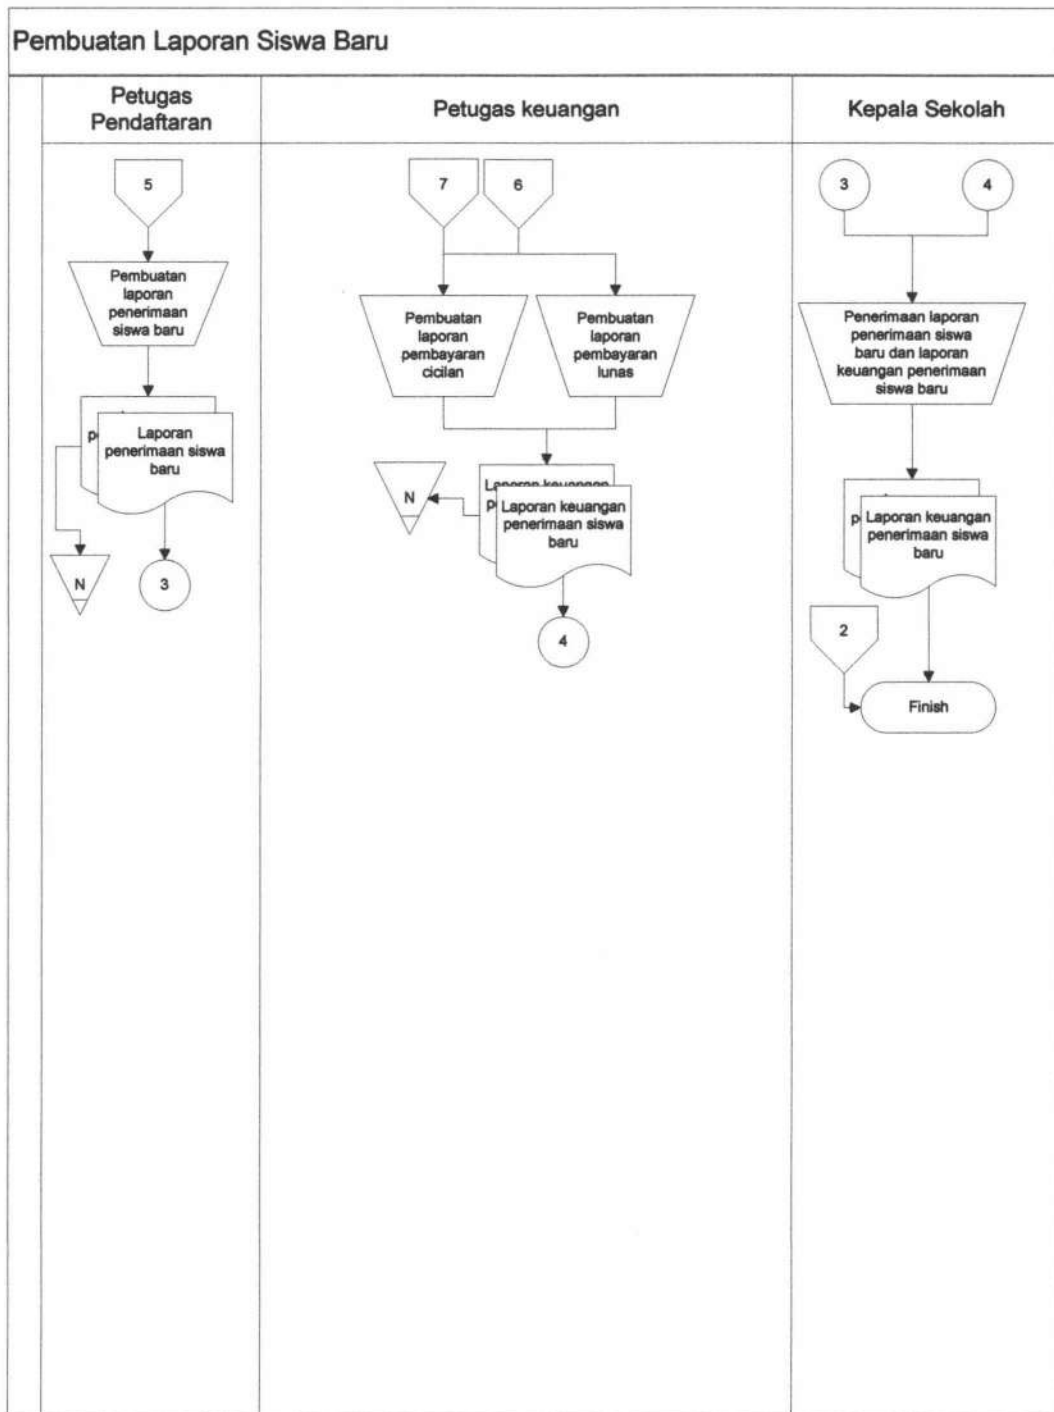 Pembuatan Laporan Siswa Baru
Petugas
Pendaftaran
Petugas keuangan
Kepala Sekolah
5
Pembuatan
laporan
penerimaan
siswa baru
p
Laporan
penerimaan siswa
baru
N
3
7
6
Pembuatan
laporan
pembayaran
cicilan
Pembuatan
laporan
pembayaran
lunas
N
Laporan keuangan
p
Laporan keuangan
penerimaan siswa
baru
4
3
4
Penerimaan laporan
penerimaan siswa
baru dan laporan
keuangan penerimaan
siswa baru
p
Laporan keuangan
penerimaan siswa
baru
2
Finish